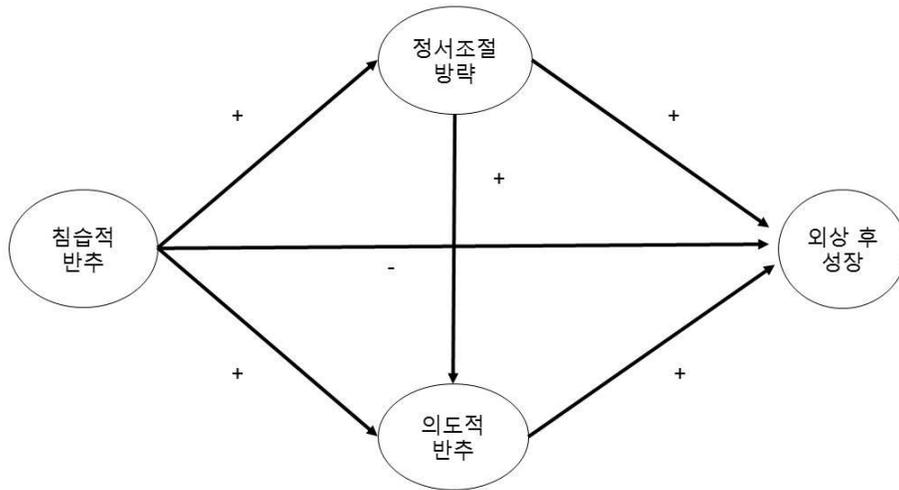 정서조절
방략
+
+
+
침습적
반추
외상 후
성장
-
+
+
의도적
반추